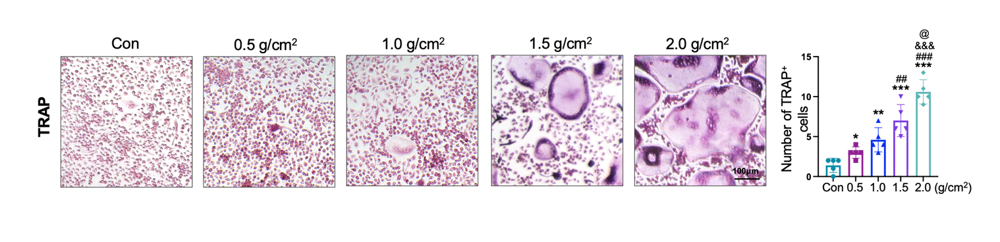 TRAP
Con
0.5 g/cm²
1.0 g/cm²
1.5 g/cm²
2.0 g/cm²
100μm
Number of TRAP⁺
cells
15
10
5
0
*
**
##
***
@
&&&
###
***
Con 0.5 1.0 1.5 2.0 (g/cm²)